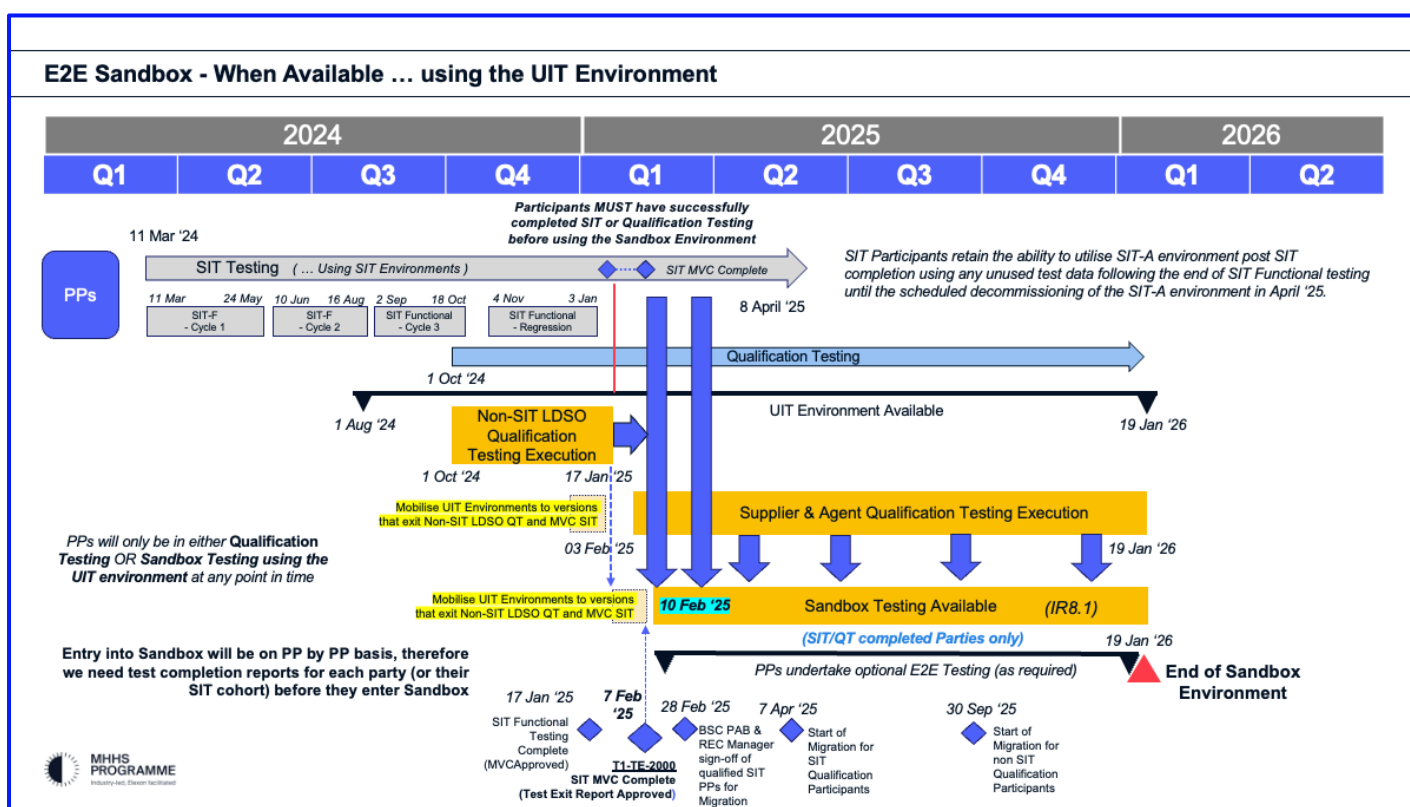 E2E Sandbox - When Available … using the UIT Environment
2024
2025
2026
Q1
Q2
Q3
Q4
Q1
Q2
Q3
Q4
Q1
Q2
Participants MUST have successfully
completed SIT or Qualification Testing
before using the Sandbox Environment
11 Mar ‘24
PPs
SIT Testing ( … Using SIT Environments )
SIT MVC Complete
8 April ‘25
SIT Participants retain the ability to utilise SIT-A environment post SIT
completion using any unused test data following the end of SIT Functional testing
until the scheduled decommissioning of the SIT-A environment in April ‘25.
11 Mar 24 May
SIT-F
- Cycle 1
10 Jun 16 Aug
SIT-F
- Cycle 2
2 Sep 18 Oct
SIT Functional
- Cycle 3
4 Nov 3 Jan
SIT Functional
- Regression
Qualification Testing
1 Oct ‘24
UIT Environment Available
1 Aug ‘24
19 Jan ‘26
Non-SIT LDSO
Qualification
Testing Execution
1 Oct ‘24
17 Jan ‘25
Mobilise UIT Environments to versions
that exit Non-SIT LDSO QT and MVC SIT
Supplier & Agent Qualification Testing Execution
03 Feb ‘25
19 Jan ‘26
PPs will only be in either Qualification
Testing OR Sandbox Testing using the
UIT environment at any point in time
Mobilise UIT Environments to versions
that exit Non-SIT LDSO QT and MVC SIT
10 Feb ‘25
Sandbox Testing Available (IR8.1)
(SIT/QT completed Parties only)
19 Jan ‘26
Entry into Sandbox will be on PP by PP basis, therefore
we need test completion reports for each party (or their
SIT cohort) before they enter Sandbox
PPs undertake optional E2E Testing (as required)
End of Sandbox
Environment
17 Jan ‘25
SIT Functional
Testing
Complete
(MVCApproved)
7 Feb
‘25
T1-TE-2000
SIT MVC Complete
(Test Exit Report Approved)
28 Feb ‘25
BSC PAB &
REC Manager
sign-off of
qualified SIT
PPs for
Migration
7 Apr ‘25
Start of
Migration for
SIT
Qualification
Participants
30 Sep ‘25
Start of
Migration for
non SIT
Qualification
Participants
MHHS
PROGRAMME
Industry-led, Elexon facilitated